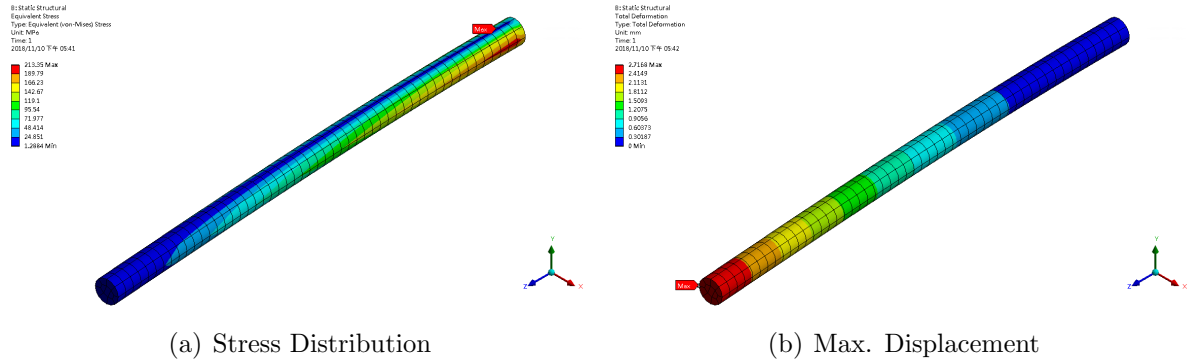 B: Static Structural
Equivalent Stress
Type: Equivalent (von-Mises) Stress
Unit: MPa
Time: 1
2018/11/10 下午 05:41
213.35 Max
189.79
166.23
142.67
119.1
95.54
71.977
48.414
24.851
1.2884 Min
Max
Y
Z
X
(a) Stress Distribution
B: Static Structural
Total Deformation
Type: Total Deformation
Unit: mm
Time: 1
2018/11/10 下午 05:42
2.7168 Max
2.4149
2.1131
1.8112
1.5093
1.2075
0.9056
0.60373
0.30187
0 Min
Max
Y
Z
X
(b) Max. Displacement